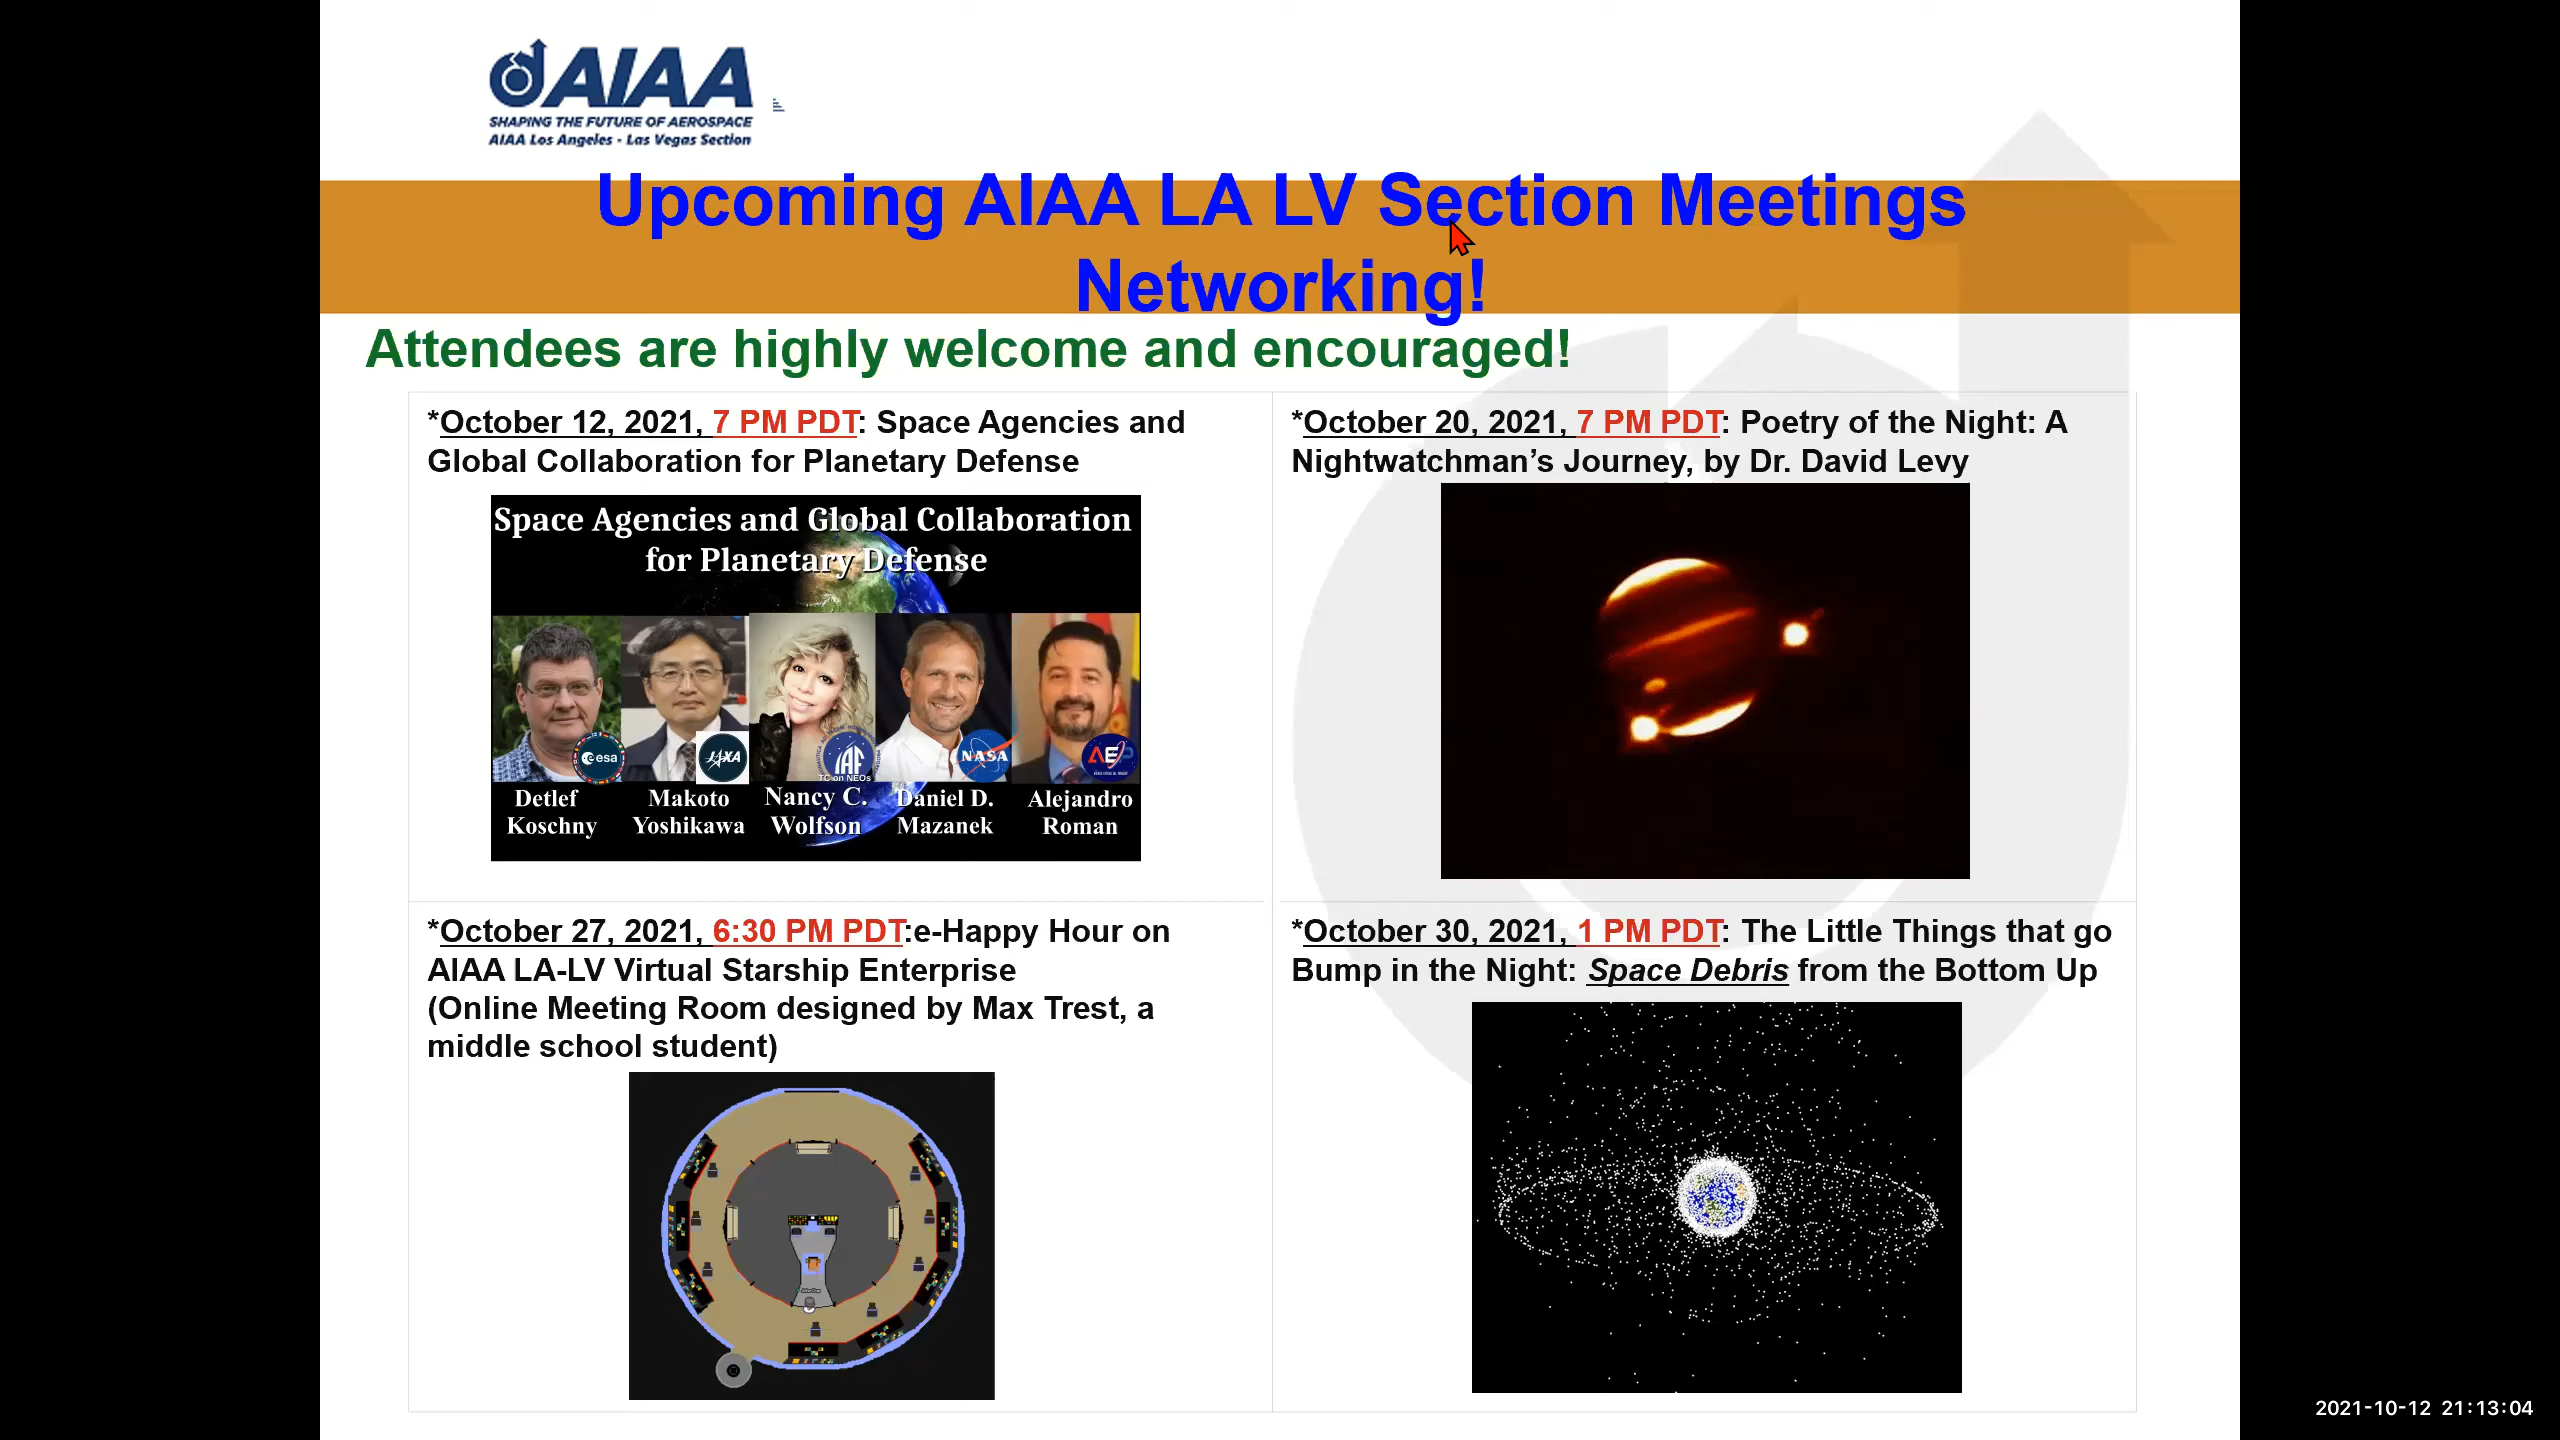 AIAA
SHAPING THE FUTURE OF AEROSPACE
AIAA Los Angeles - Las Vegas Section
Upcoming AIAA LA LV Section Meetings
Networking!
Attendees are highly welcome and encouraged!
*October 12, 2021, 7 PM PDT: Space Agencies and
Global Collaboration for Planetary Defense
Space Agencies and Global Collaboration
for Planetary Defense
esa
JAXA
IAF
TC on NEOs
NASA
AEP
Detlef
Koschny
Makoto
Yoshikawa
Nancy C.
Wolfson
Daniel D.
Mazanek
Alejandro
Roman
*October 20, 2021, 7 PM PDT: Poetry of the Night: A
Nightwatchman’s Journey, by Dr. David Levy
*October 27, 2021, 6:30 PM PDT:e-Happy Hour on
AIAA LA-LV Virtual Starship Enterprise
(Online Meeting Room designed by Max Trest, a
middle school student)
*October 30, 2021, 1 PM PDT: The Little Things that go
Bump in the Night: Space Debris from the Bottom Up
2021-10-12 21:13:04